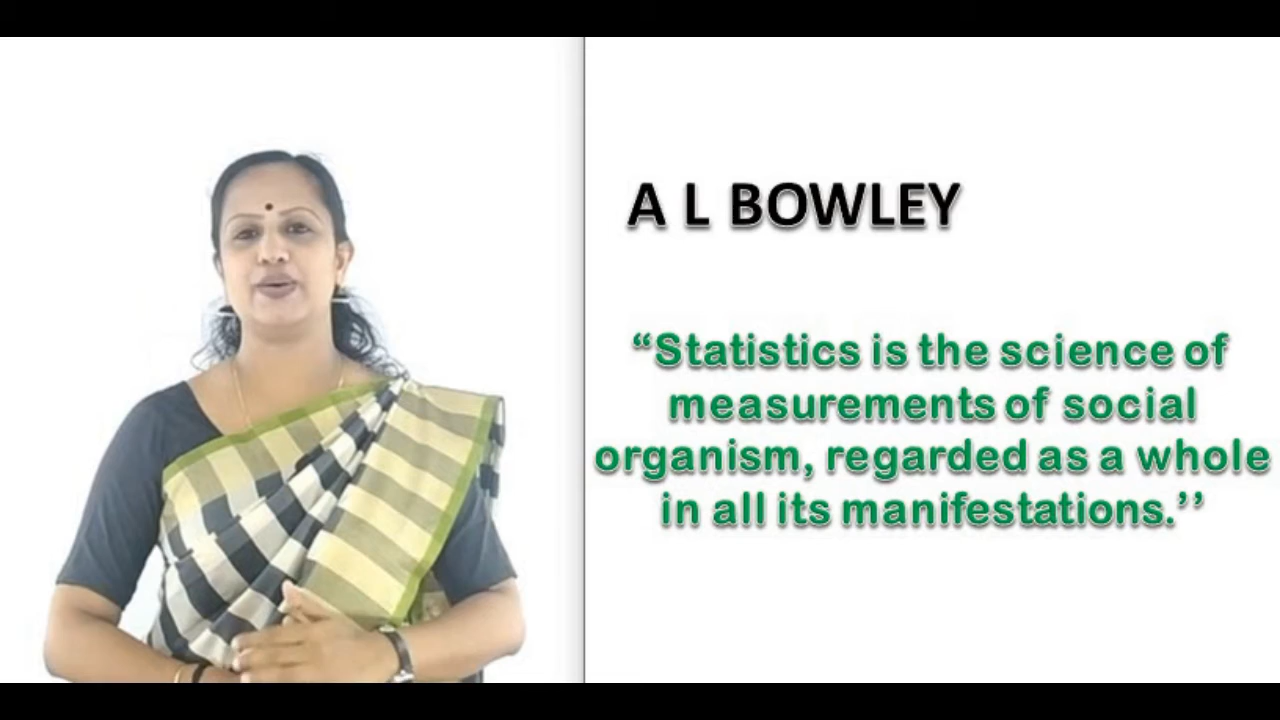 A L BOWLEY
“Statistics is the science of
measurements of social
organism, regarded as a whole
in all its manifestations.’’